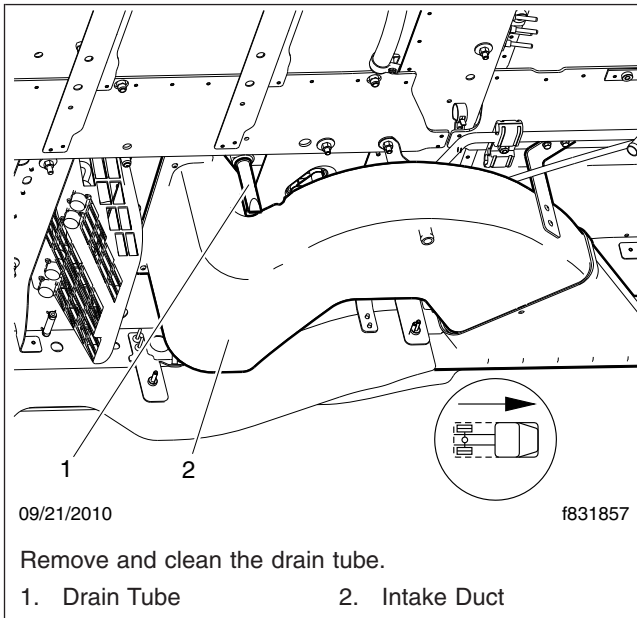 1
2
09/21/2010 f831857
Remove and clean the drain tube.
1. Drain Tube 2. Intake Duct